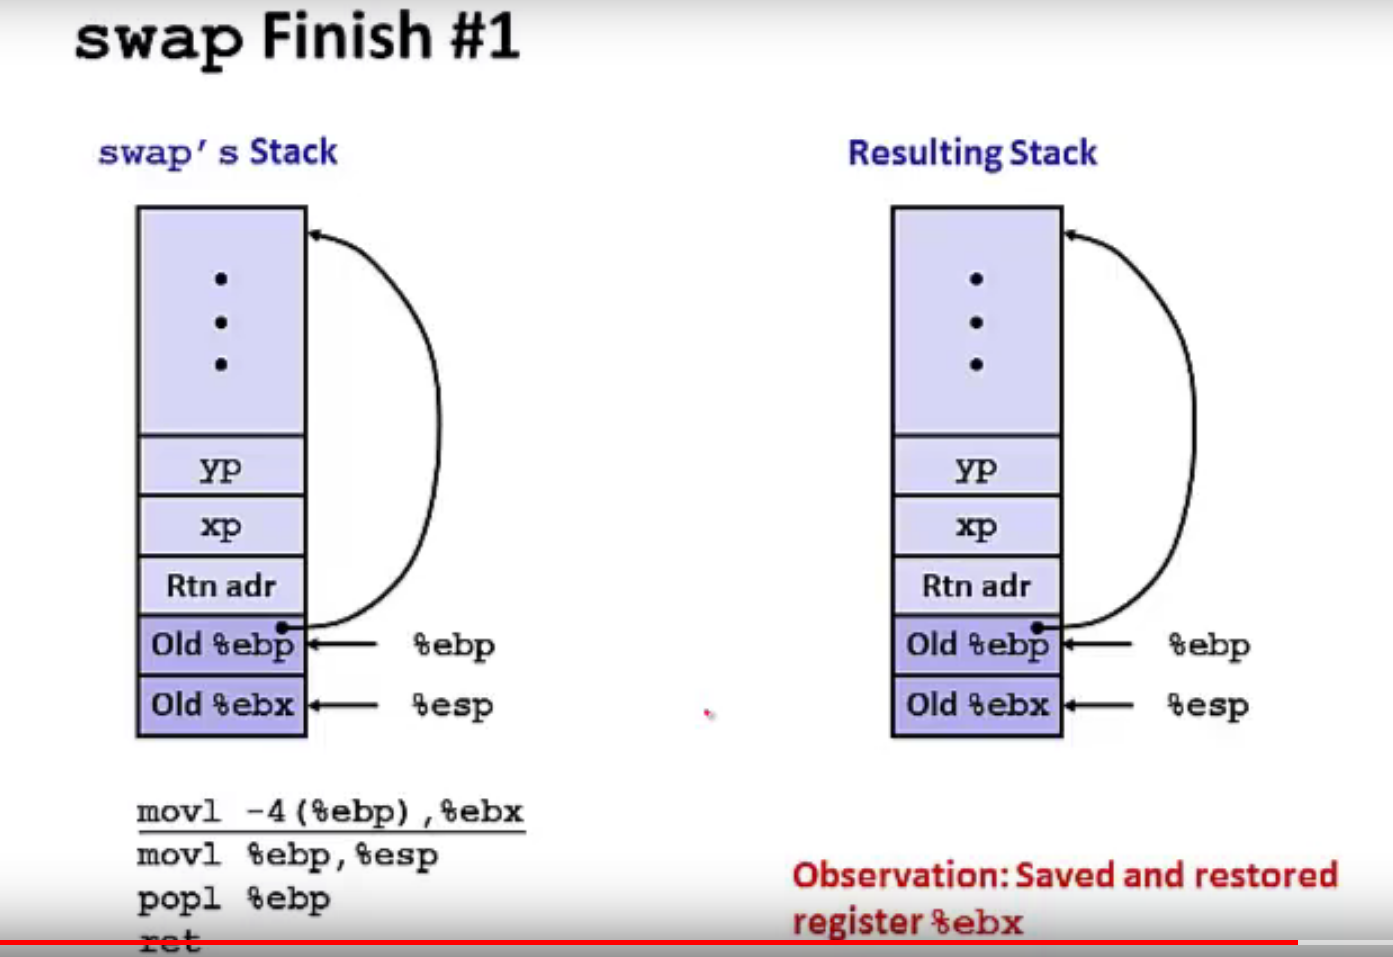 swap Finish #1
swap's Stack
Resulting Stack
yp
xp
Rtn adr
Old %ebp
%ebp
Old %ebx
%esp
yp
xp
Rtn adr
Old %ebp
%ebp
Old %ebx
%esp
movl -4(%ebp),%ebx
movl %ebp,%esp
popl %ebp
ret
Observation: Saved and restored
register %ebx